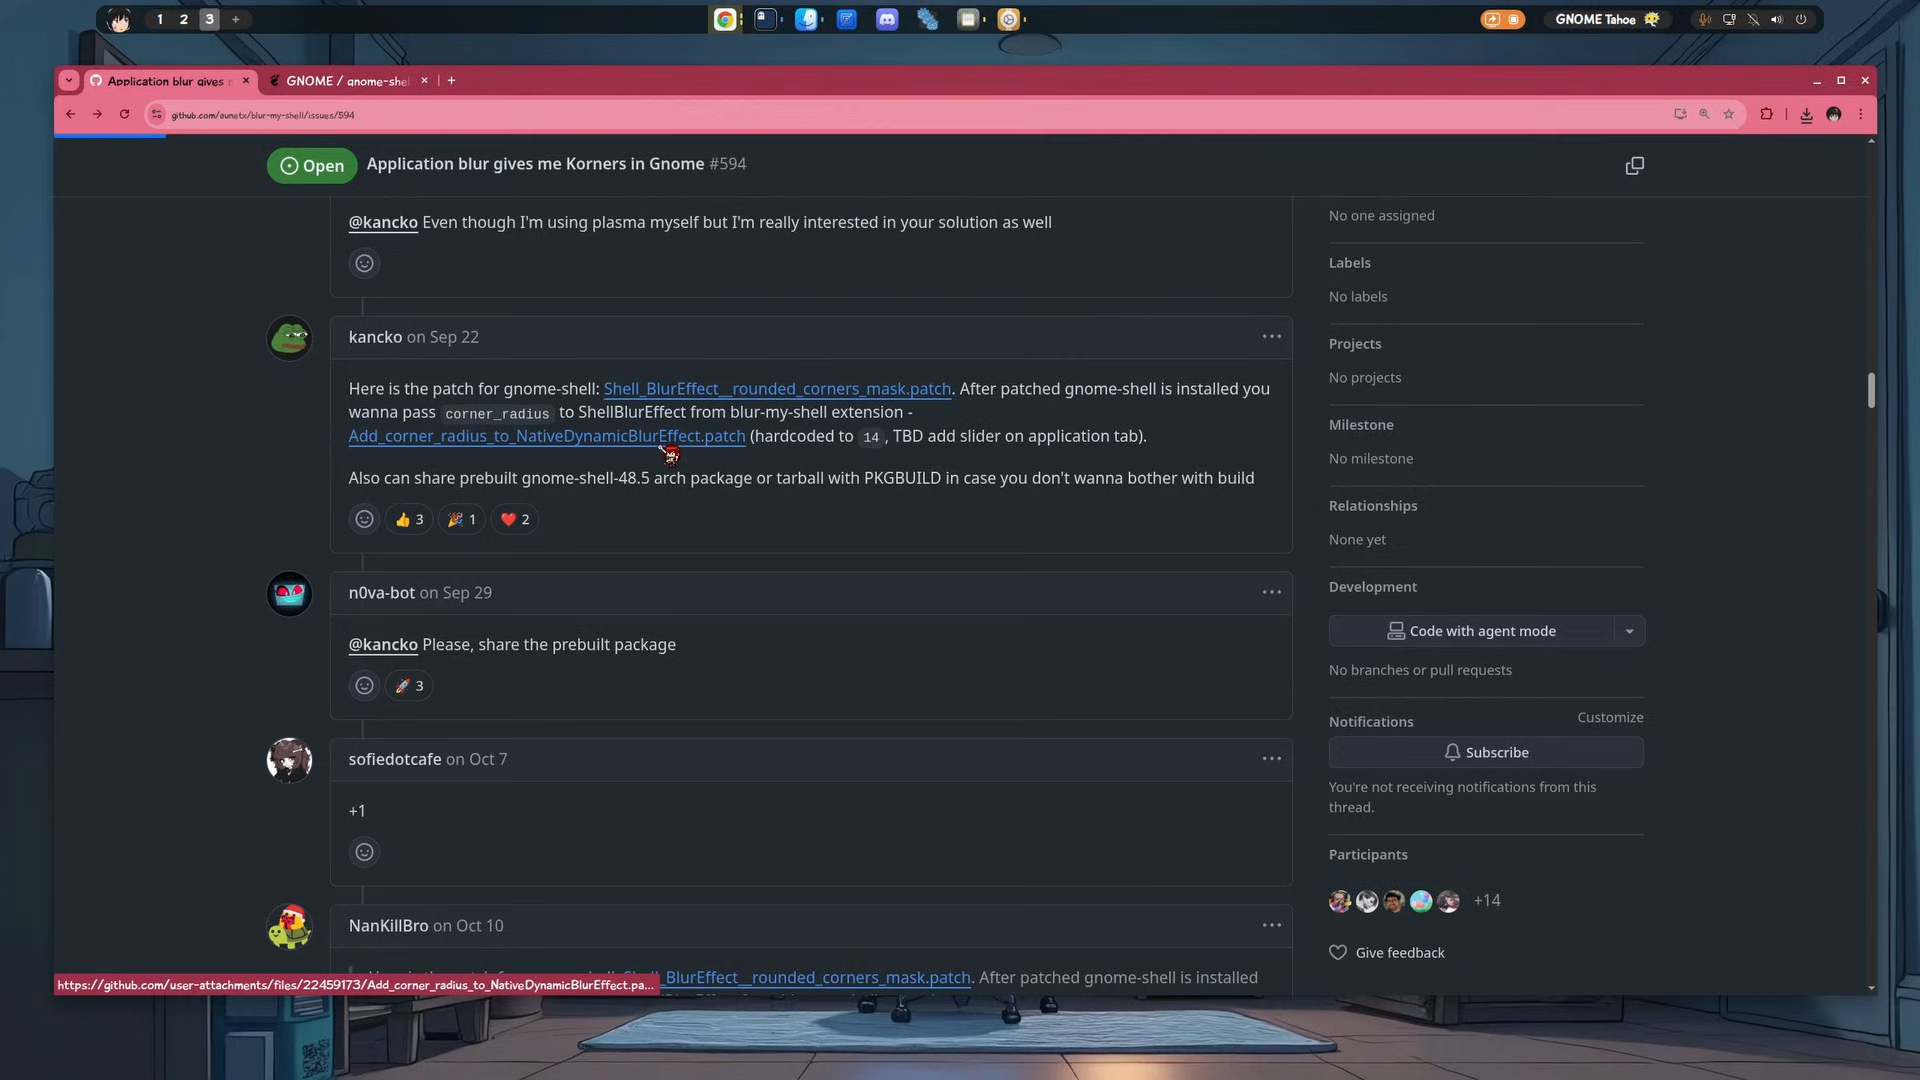 1 2 3 +
GNOME Tahoe
Application blur gives
GNOME / gnome-she
github.com/aunetx/blur-my-shell/issues/594
Open
Application blur gives me Korners in Gnome #594
@kancko Even though I'm using plasma myself but I'm really interested in your solution as well
kancko on Sep 22
Here is the patch for gnome-shell: Shell_BlurEffect__rounded_corners_mask.patch. After patched gnome-shell is installed you
wanna pass corner_radius to ShellBlurEffect from blur-my-shell extension -
Add_corner_radius_to_NativeDynamicBlurEffect.patch (hardcoded to 14, TBD add slider on application tab).
Also can share prebuilt gnome-shell-48.5 arch package or tarball with PKGBUILD in case you don't wanna bother with build
3
1
2
n0va-bot on Sep 29
@kancko Please, share the prebuilt package
3
sofiedotcafe on Oct 7
+1
NanKillBro on Oct 10
_BlurEffect__rounded_corners_mask.patch. After patched gnome-shell is installed
No one assigned
Labels
No labels
Projects
No projects
Milestone
No milestone
Relationships
None yet
Development
Code with agent mode
No branches or pull requests
Notifications
Customize
Subscribe
You're not receiving notifications from this
thread.
Participants
+14
Give feedback
https://github.com/user-attachments/files/22459173/Add_corner_radius_to_NativeDynamicBlurEffect.pa...